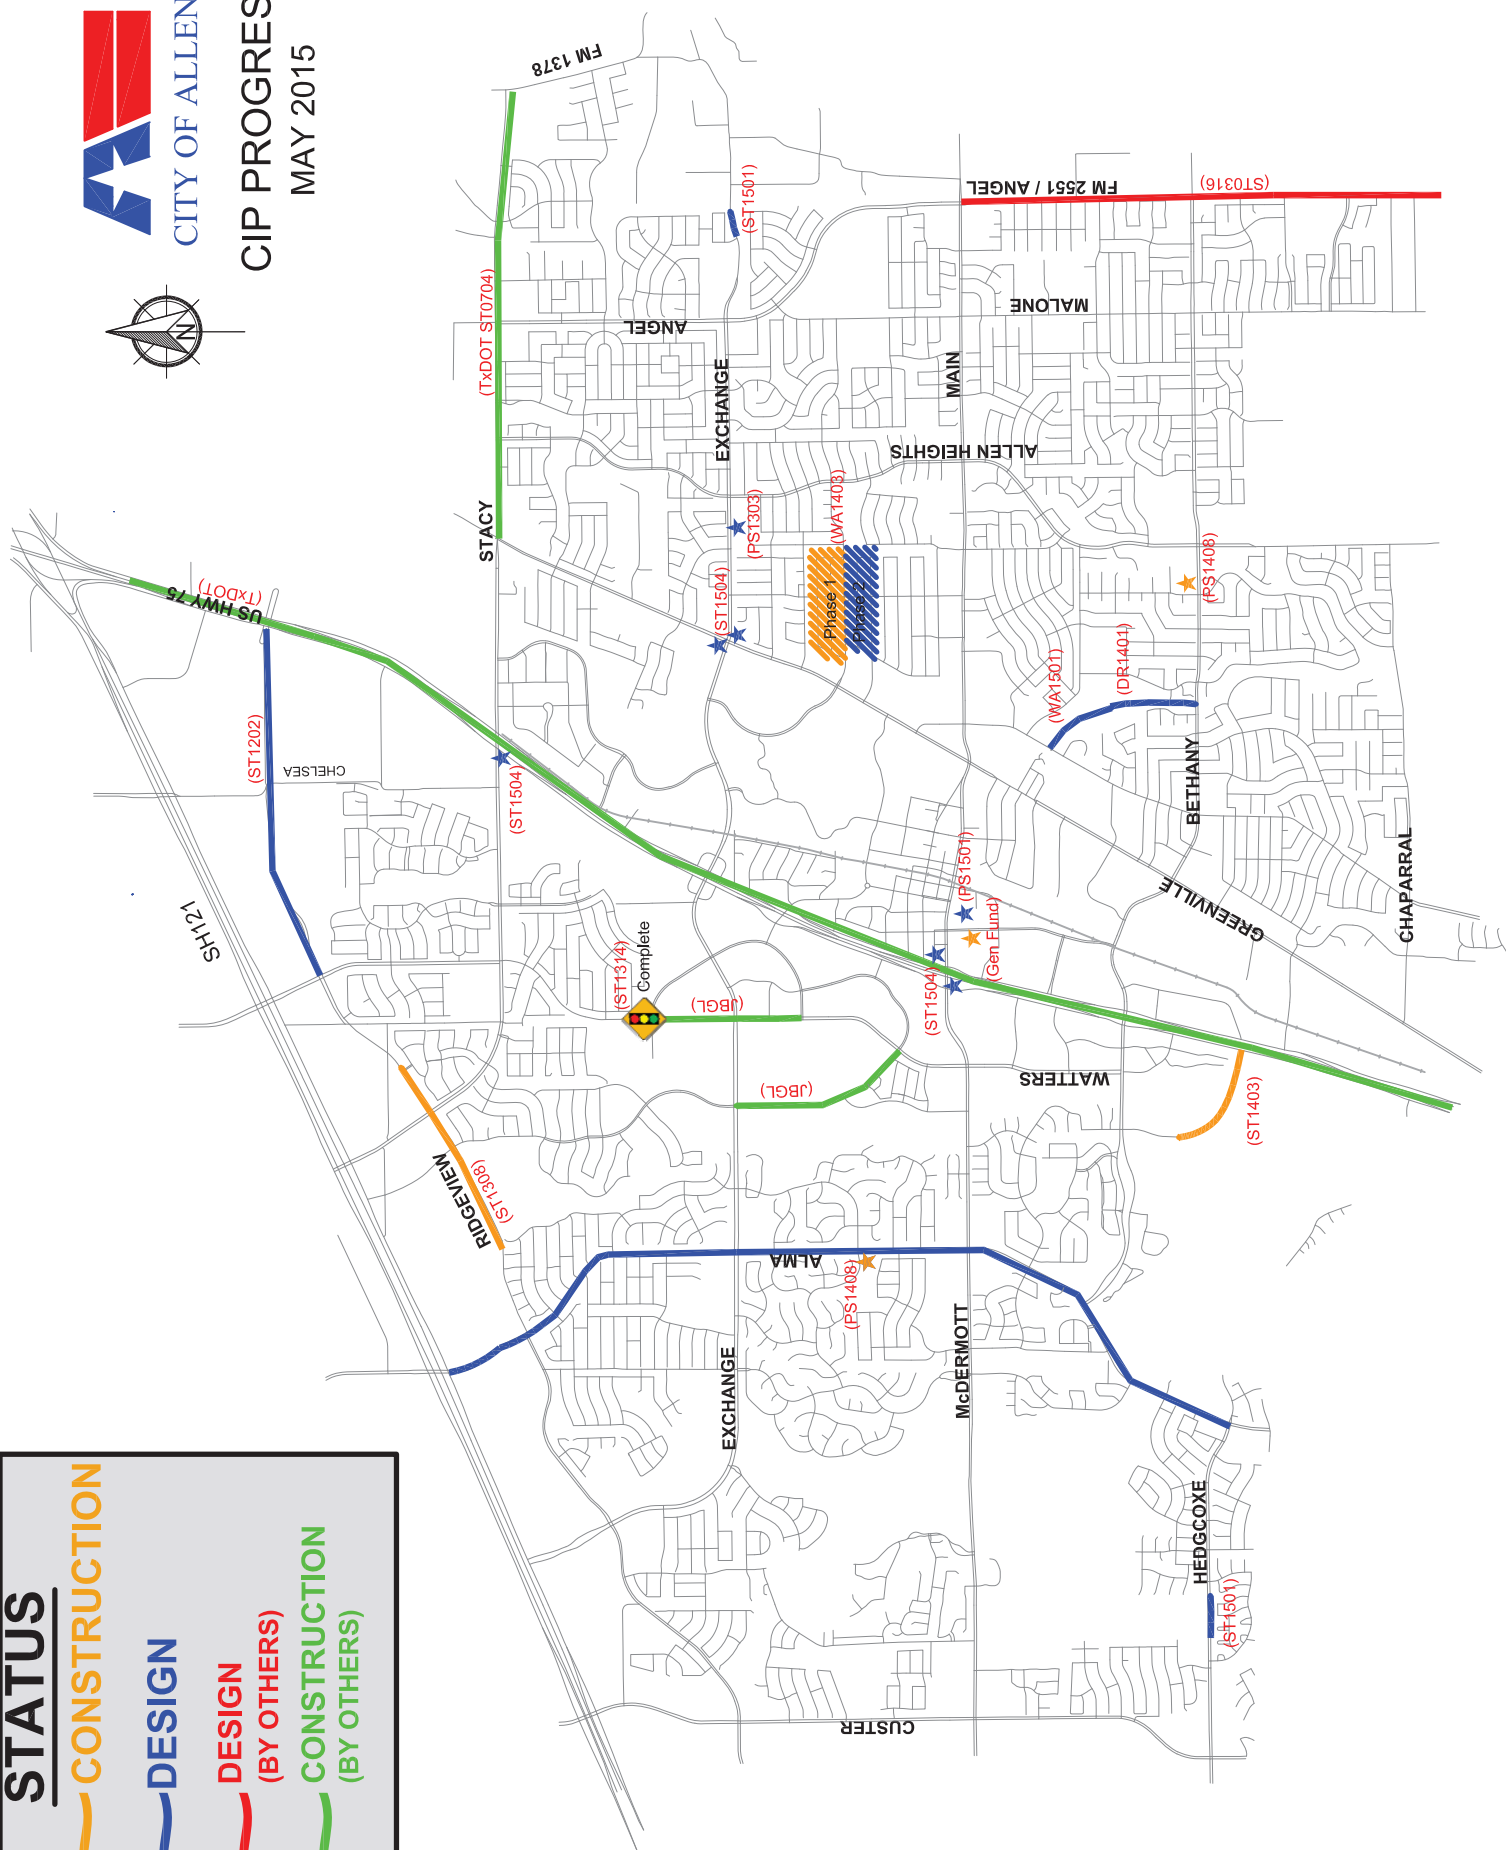 CITY OF ALLEN
CIP PROGRES
MAY 2015
N
STATUS
CONSTRUCTION
DESIGN
DESIGN
(BY OTHERS)
CONSTRUCTION
(BY OTHERS)
FM 1378
(TxDOT ST0704)
STACY
US HWY 75
(TxDOT)
(ST1202)
CHELSEA
SH121
(ST1504)
(ST1501)
FM 2551 / ANGEL
(ST0316)
ANGEL
MALONE
EXCHANGE
MAIN
ALLEN HEIGHTS
(PS1303)
(WA1403)
(ST1504)
Phase 1
Phase 2
(PS1408)
(WA1501)
(DR1401)
BETHANY
GREENVILLE
CHAPARRAL
(PS1501)
(Gen Fund)
(ST1504)
(ST1314)
Complete
(JBGL)
(JBGL)
WATTERS
(ST1403)
RIDGEVIEW
(ST1308)
ALMA
(PS1408)
EXCHANGE
McDERMOTT
HEDGCOXE
(ST1501)
CUSTER